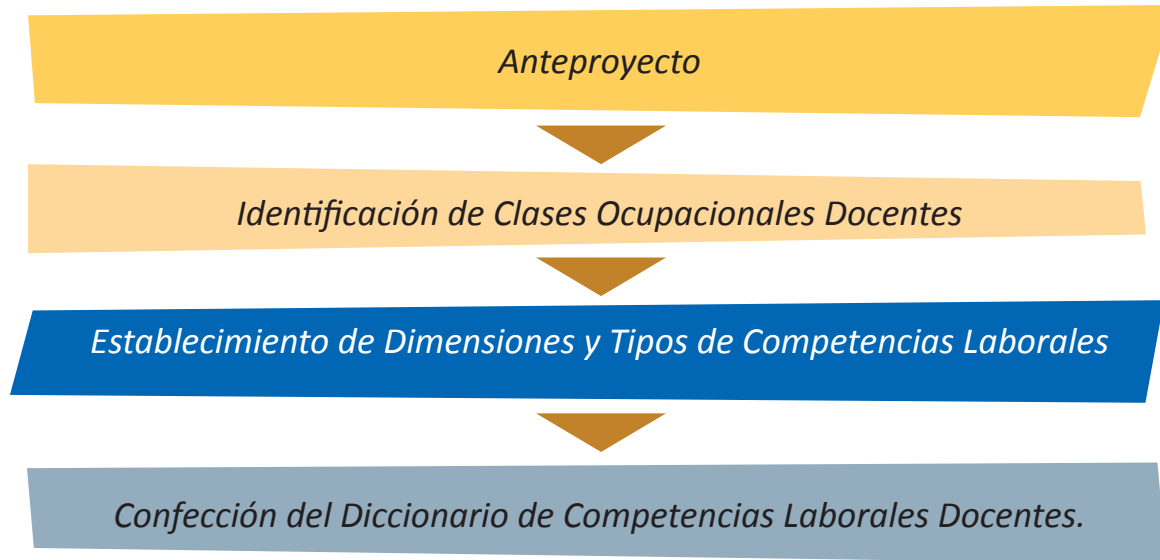 Anteproyecto
Identificación de Clases Ocupacionales Docentes
Establecimiento de Dimensiones y Tipos de Competencias Laborales
Confección del Diccionario de Competencias Laborales Docentes.